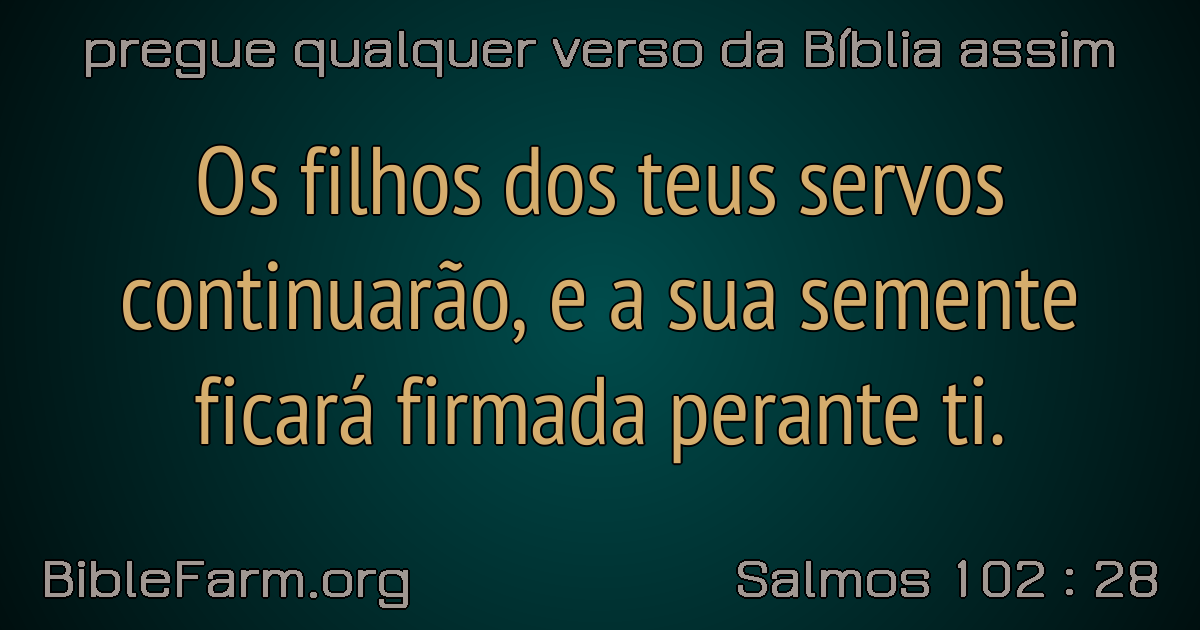 pregue qualquer verso da Bíblia assim
Os filhos dos teus servos
continuarão, e a sua semente
ficará firmada perante ti.
BibleFarm.org
Salmos 102 : 28